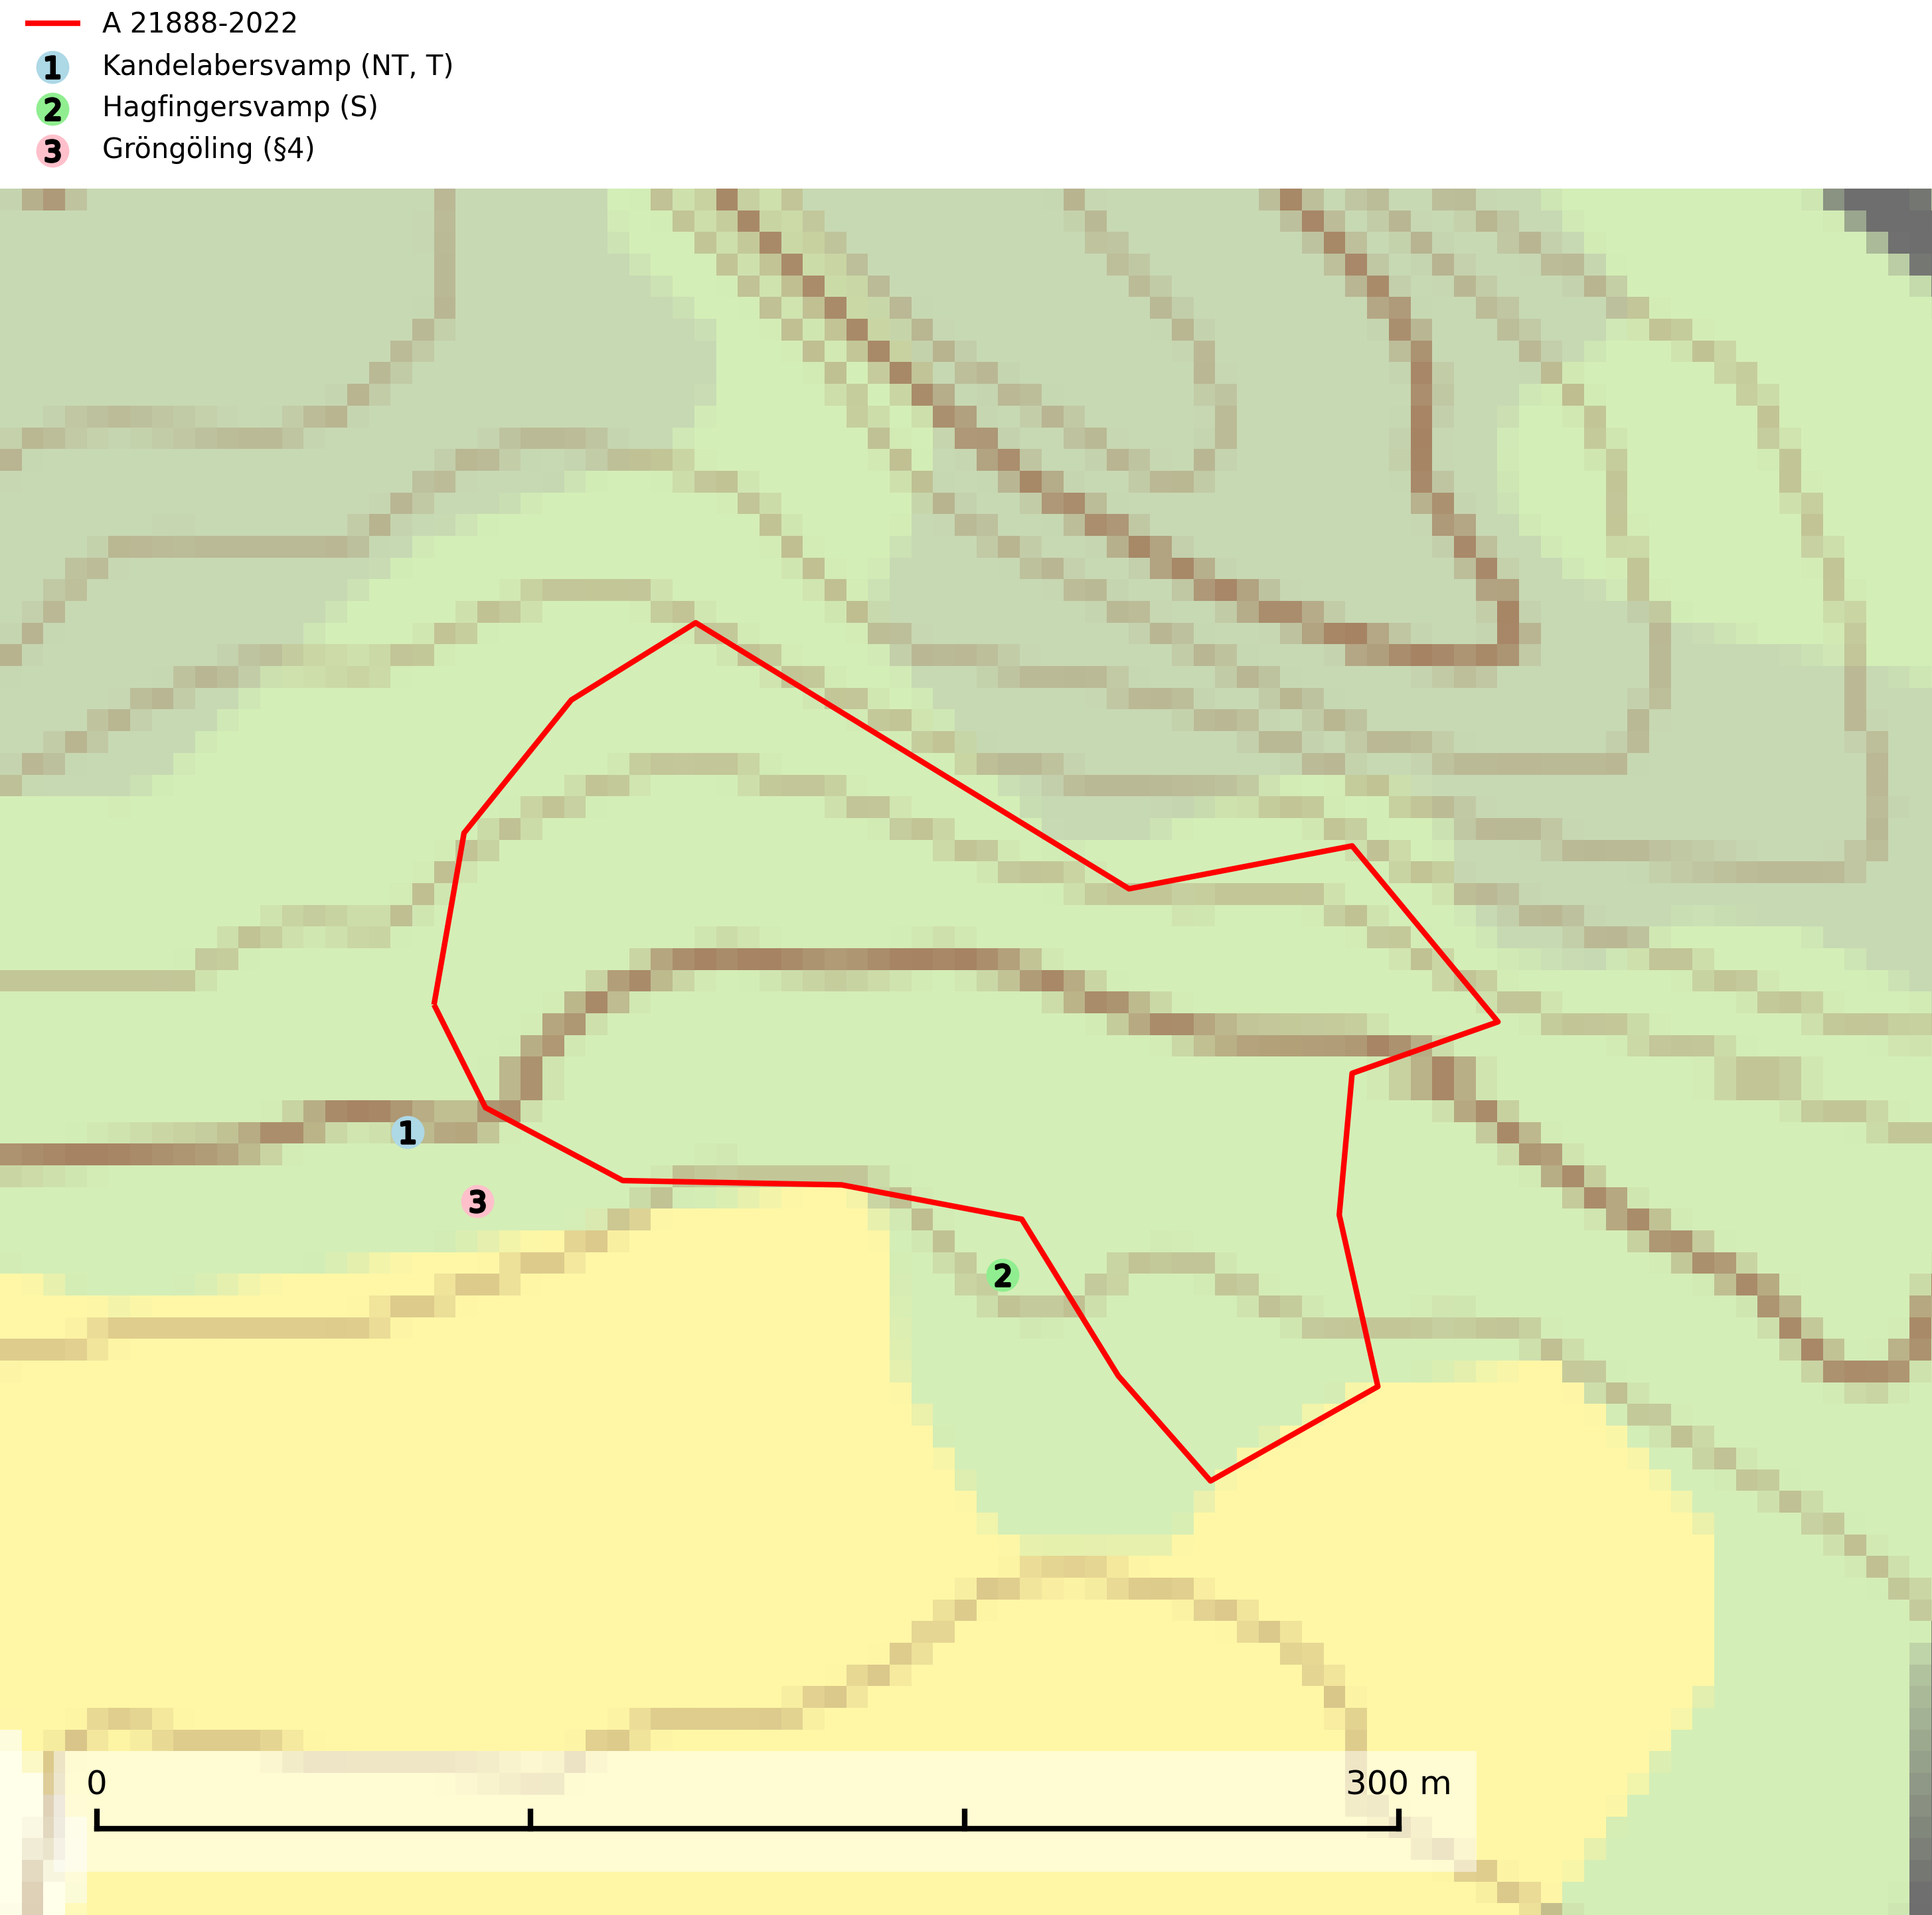 A 21888-2022
1 Kandelabersvamp (NT, T)
2 Hagfingersvamp (S)
3 Gröngöling (§4)
1
3
2
0 300 m